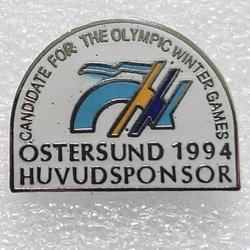 CANDIDATE FOR THE OLYMPIC WINTER GAMES
ÖSTERSUND 1994
HUVUDSPONSOR